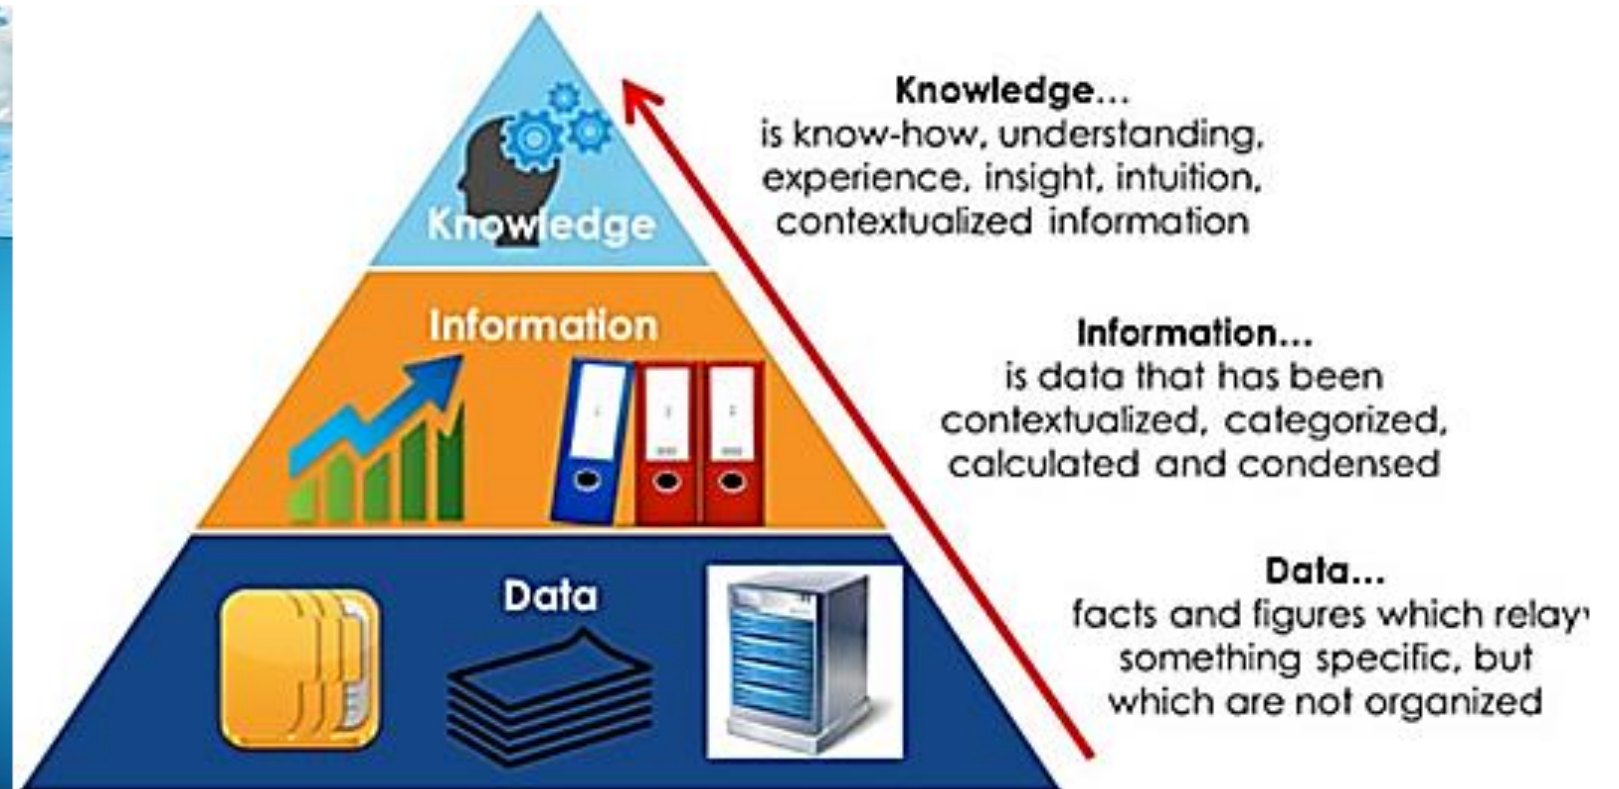 Knowledge
Information
Data
Knowledge...
is know-how, understanding,
experience, insight, intuition,
contextualized information
Information...
is data that has been
contextualized, categorized,
calculated and condensed
Data...
facts and figures which relay
something specific, but
which are not organized